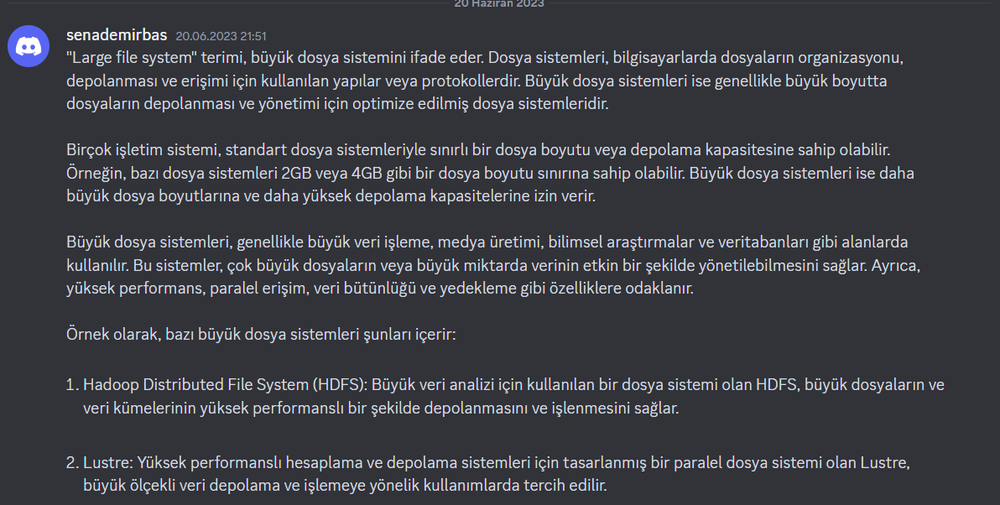 20 Haziran 2023
senademirbas 20.06.2023 21:51
"Large file system" terimi, büyük dosya sistemini ifade eder. Dosya sistemleri, bilgisayarlarda dosyaların organizasyonu,
depolanması ve erişimi için kullanılan yapılar veya protokollerdir. Büyük dosya sistemleri ise genellikle büyük boyutta
dosyaların depolanması ve yönetimi için optimize edilmiş dosya sistemleridir.
Birçok işletim sistemi, standart dosya sistemleriyle sınırlı bir dosya boyutu veya depolama kapasitesine sahip olabilir.
Örneğin, bazı dosya sistemleri 2GB veya 4GB gibi bir dosya boyutu sınırına sahip olabilir. Büyük dosya sistemleri ise daha
büyük dosya boyutlarına ve daha yüksek depolama kapasitelerine izin verir.
Büyük dosya sistemleri, genellikle büyük veri işleme, medya üretimi, bilimsel araştırmalar ve veritabanları gibi alanlarda
kullanılır. Bu sistemler, çok büyük dosyaların veya büyük miktarda verinin etkin bir şekilde yönetilebilmesini sağlar. Ayrıca,
yüksek performans, paralel erişim, veri bütünlüğü ve yedekleme gibi özelliklere odaklanır.
Örnek olarak, bazı büyük dosya sistemleri şunları içerir:
1. Hadoop Distributed File System (HDFS): Büyük veri analizi için kullanılan bir dosya sistemi olan HDFS, büyük dosyaların ve
veri kümelerinin yüksek performanslı bir şekilde depolanmasını ve işlenmesini sağlar.
2. Lustre: Yüksek performanslı hesaplama ve depolama sistemleri için tasarlanmış bir paralel dosya sistemi olan Lustre,
büyük ölçekli veri depolama ve işlemeye yönelik kullanımlarda tercih edilir.